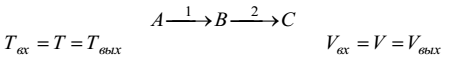 A —1→ B —2→ C
T_вх = T = T_вых V_вх = V = V_вых